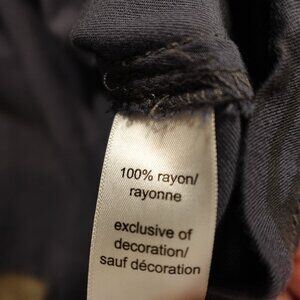 100% rayon/
rayonne
exclusive of
decoration/
sauf décoration